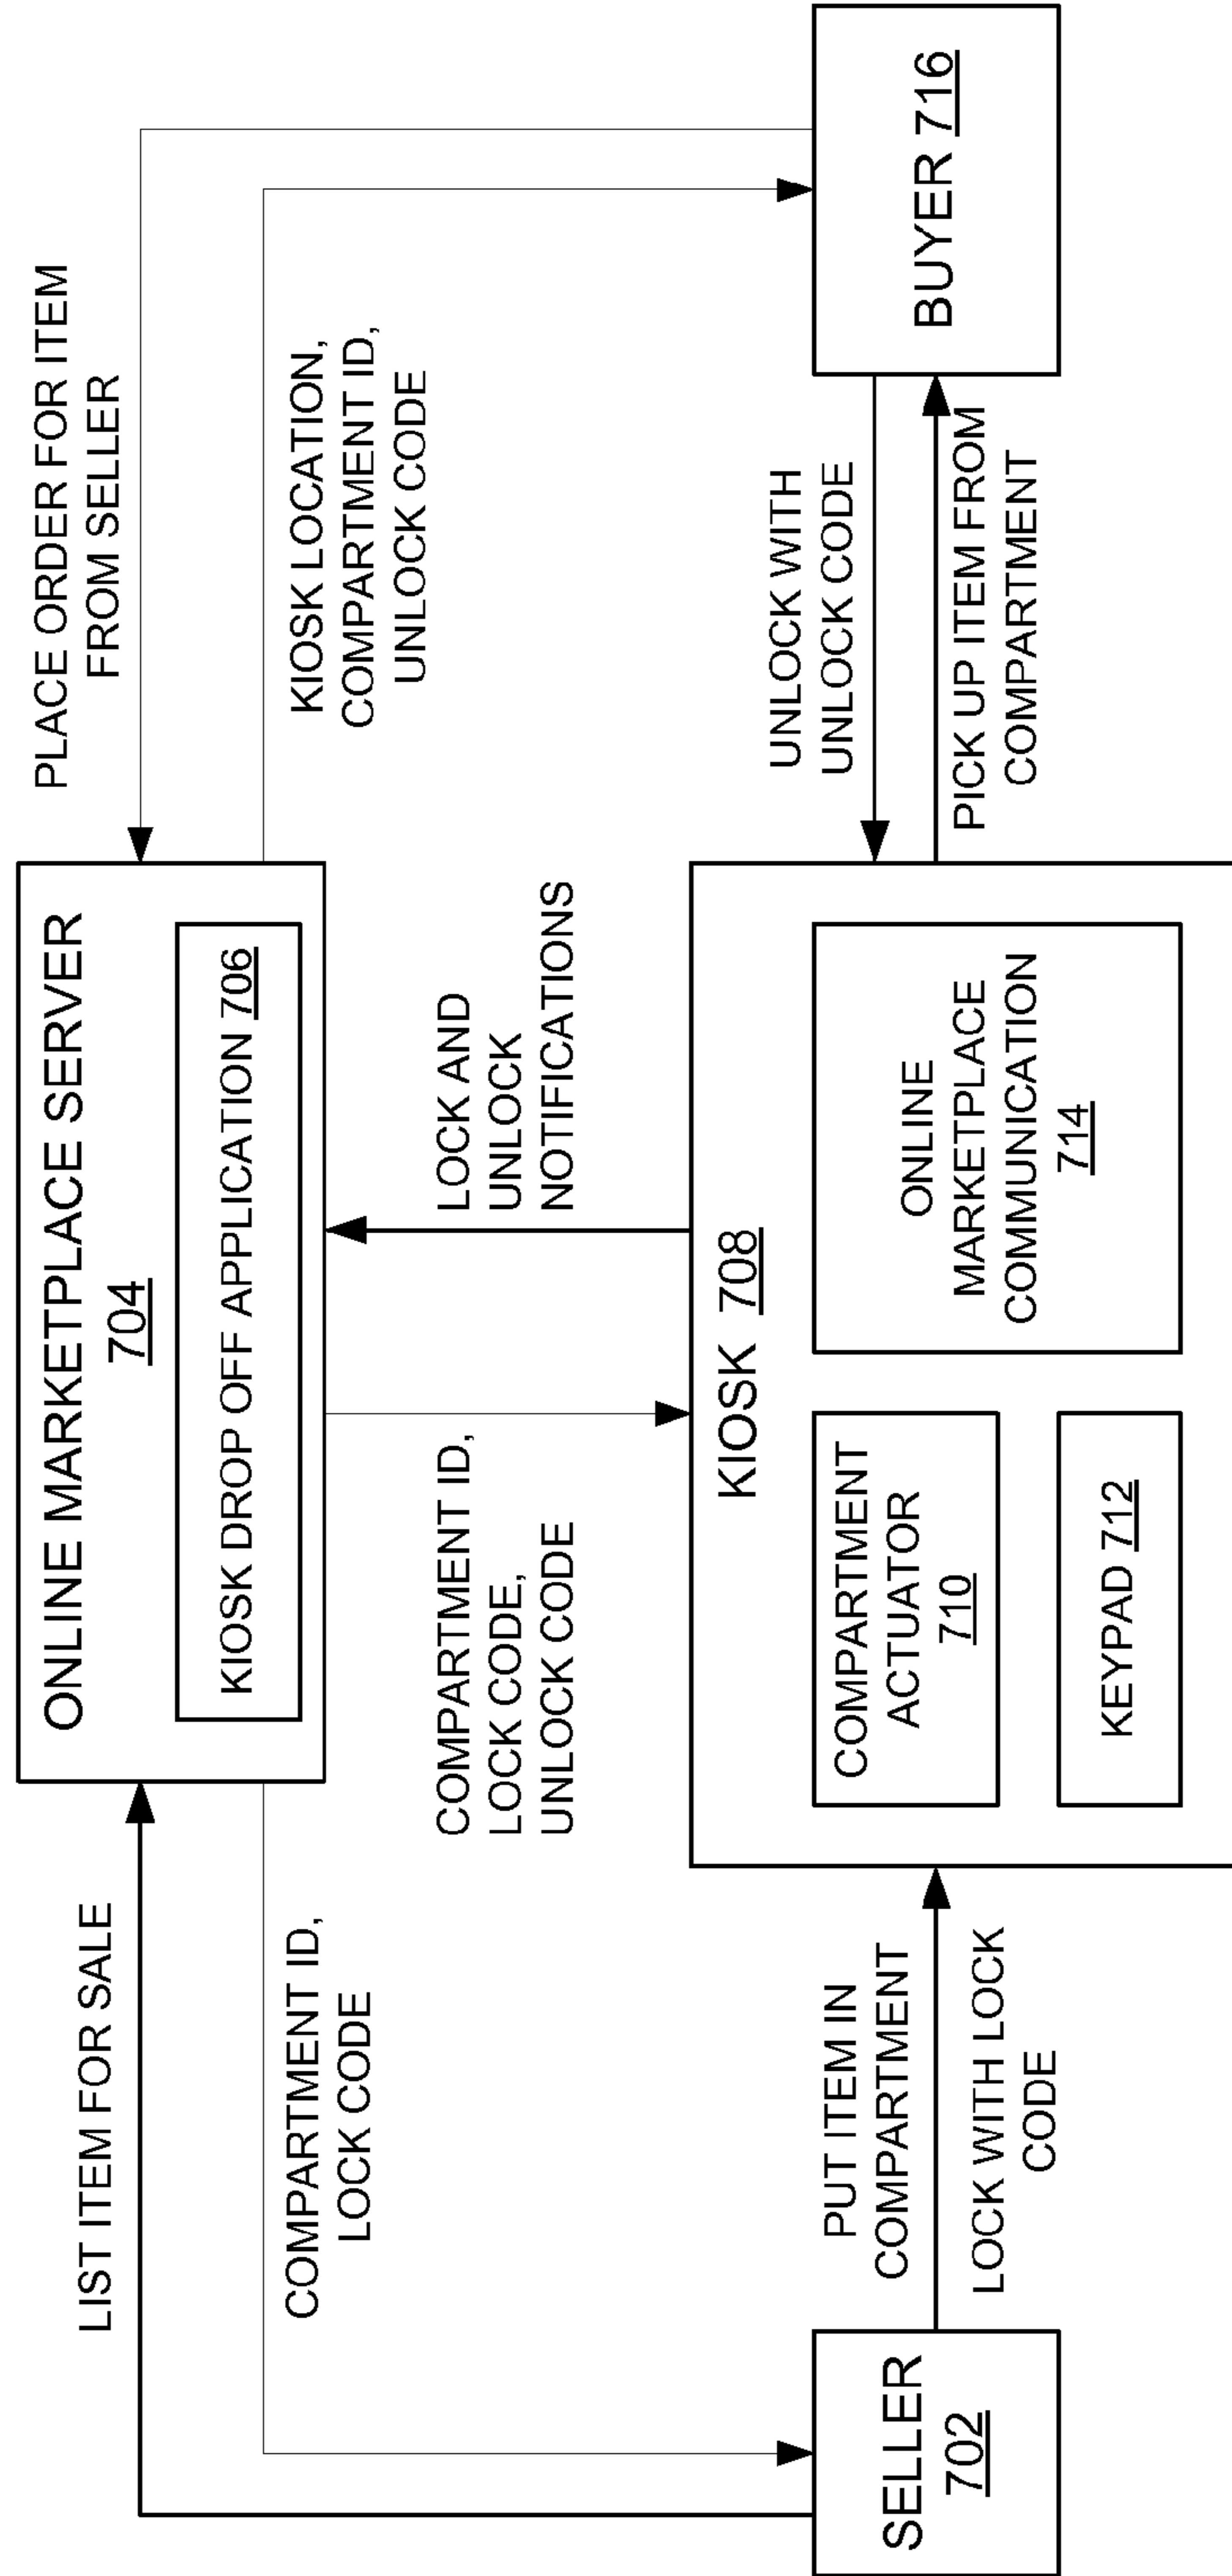 LIST ITEM FOR SALE
COMPARTMENT ID,
LOCK CODE
ONLINE MARKETPLACE SERVER
704
KIOSK DROP OFF APPLICATION 706
PLACE ORDER FOR ITEM
FROM SELLER
KIOSK LOCATION,
COMPARTMENT ID,
UNLOCK CODE
COMPARTMENT ID,
LOCK CODE,
UNLOCK CODE
LOCK AND
UNLOCK
NOTIFICATIONS
SELLER
702
PUT ITEM IN
COMPARTMENT
LOCK WITH LOCK
CODE
KIOSK 708
COMPARTMENT
ACTUATOR
710
KEYPAD 712
ONLINE
MARKETPLACE
COMMUNICATION
714
UNLOCK WITH
UNLOCK CODE
PICK UP ITEM FROM
COMPARTMENT
BUYER 716